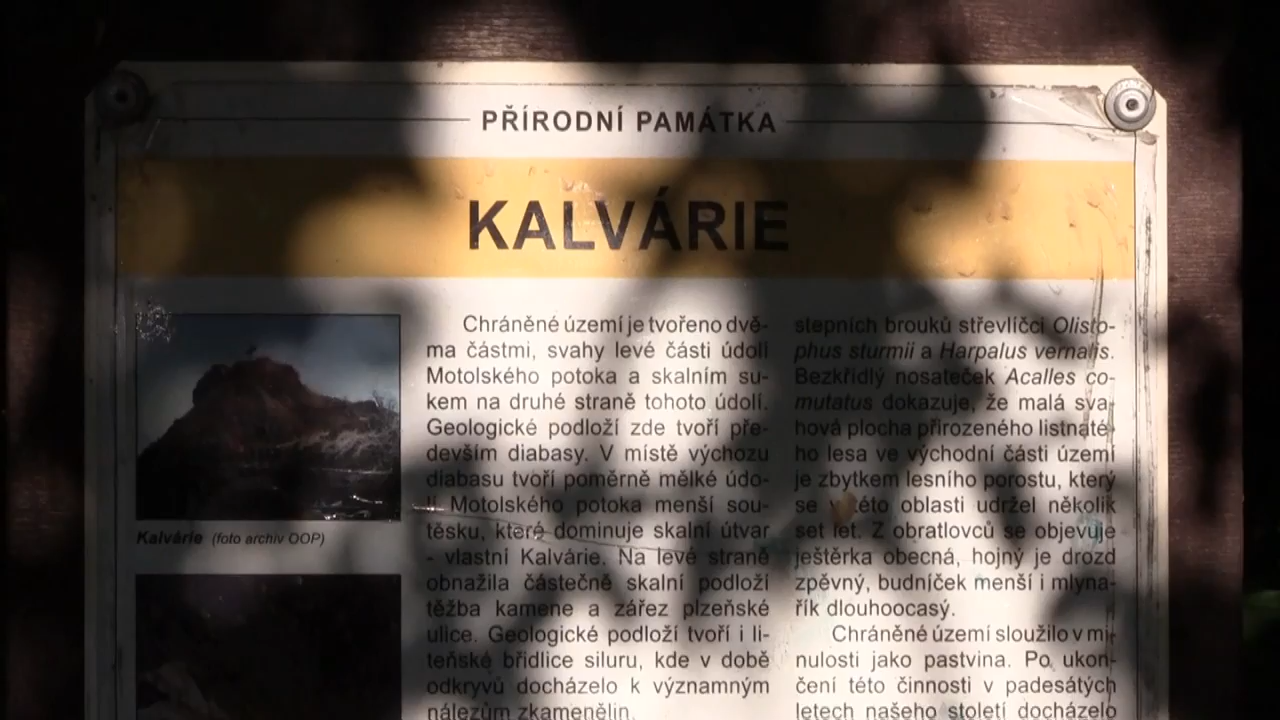 PŘÍRODNÍ PAMÁTKA
KALVÁRIE
Kalvárie (foto archiv OOP)
Chráněné území je tvořeno dvě-
ma částmi, svahy levé části údolí
Motolského potoka a skalním su-
kem na druhé straně tohoto údolí.
Geologické podloží zde tvoří pře-
devším diabasy. V místě výchozu
diabasu tvoří poměrně mělké údo-
lí Motolského potoka menší sou-
těsku, které dominuje skalní útvar
- vlastní Kalvárie. Na levé straně
obnažila částečně skalní podloží
těžba kamene a zářez plzeňské
ulice. Geologické podloží tvoří i li-
teňské břidlice siluru, kde v době
odkryvů docházelo k významným
nálezům zkamenělin.
stepních brouků střevlíčci Olisto-
phus sturmii a Harpalus vernalis.
Bezkřídlý nosateček Acalles co-
mutatus dokazuje, že malá sva-
hová plocha přirozeného listnaté-
ho lesa ve východní části území
je zbytkem lesního porostu, který
se v této oblasti udržel několik
set let. Z obratlovců se objevuje
ještěrka obecná, hojný je drozd
zpěvný, budníček menší i mlyna-
řík dlouhoocasý.
Chráněné území sloužilo v mi-
nulosti jako pastvina. Po ukon-
čení této činnosti v padesátých
letech našeho století docházelo